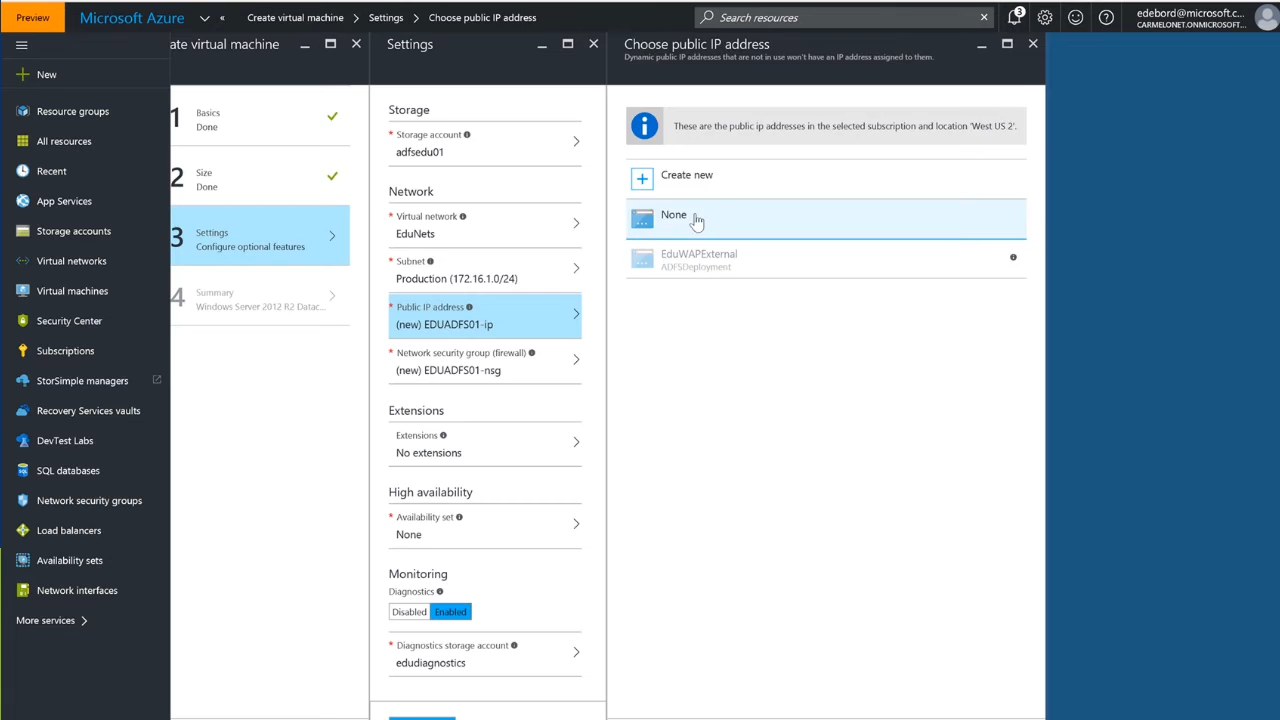 Preview
Microsoft Azure
«
Create virtual machine
Settings
Choose public IP address
Search resources
3
edebord@microsoft.c...
CARMELONET.ONMICROSOFT...
New
Resource groups
All resources
Recent
App Services
Storage accounts
Virtual networks
Virtual machines
Security Center
Subscriptions
StorSimple managers
Recovery Services vaults
DevTest Labs
SQL databases
Network security groups
Load balancers
Availability sets
Network interfaces
More services
ate virtual machine
1
Basics
Done
2
Size
Done
3
Settings
Configure optional features
4
Summary
Windows Server 2012 R2 Datac...
Settings
Storage
* Storage account
adfsedu01
Network
* Virtual network
EduNets
* Subnet
Production (172.16.1.0/24)
* Public IP address
(new) EDUADFS01-ip
* Network security group (firewall)
(new) EDUADFS01-nsg
Extensions
Extensions
No extensions
High availability
* Availability set
None
Monitoring
Diagnostics
Disabled Enabled
* Diagnostics storage account
edudiagnostics
Choose public IP address
Dynamic public IP addresses that are not in use won't have an IP address assigned to them.
These are the public ip addresses in the selected subscription and location 'West US 2'.
Create new
None
EduWAPExternal
ADFSDeployment